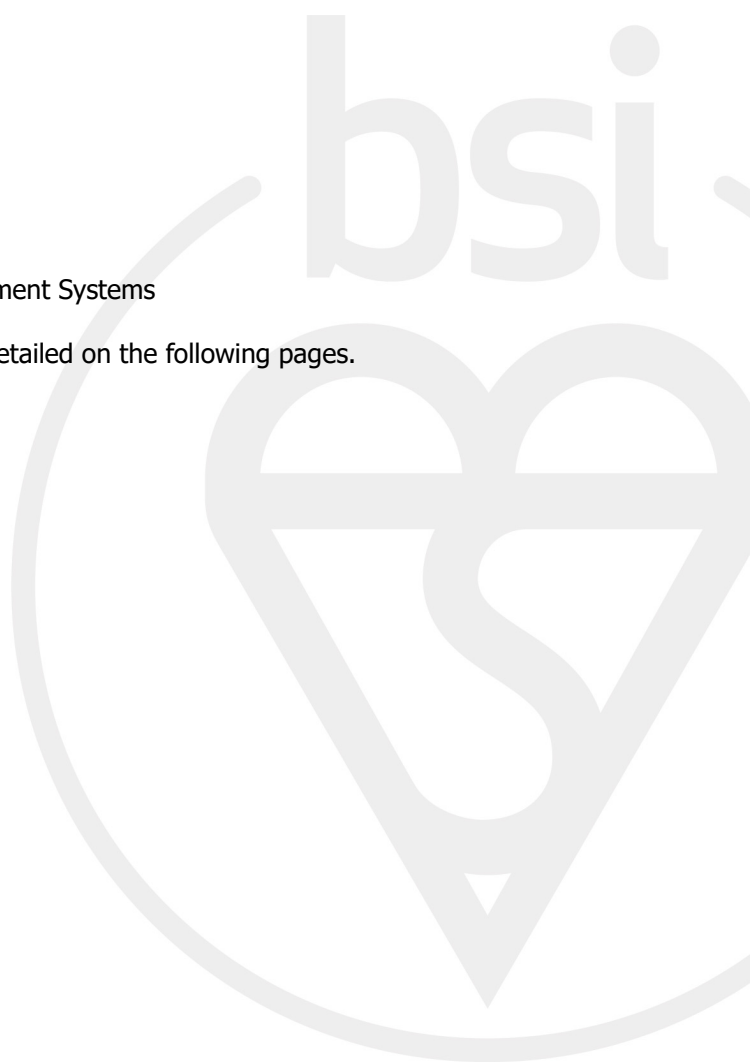 bsi
ment Systems
etailed on the following pages.